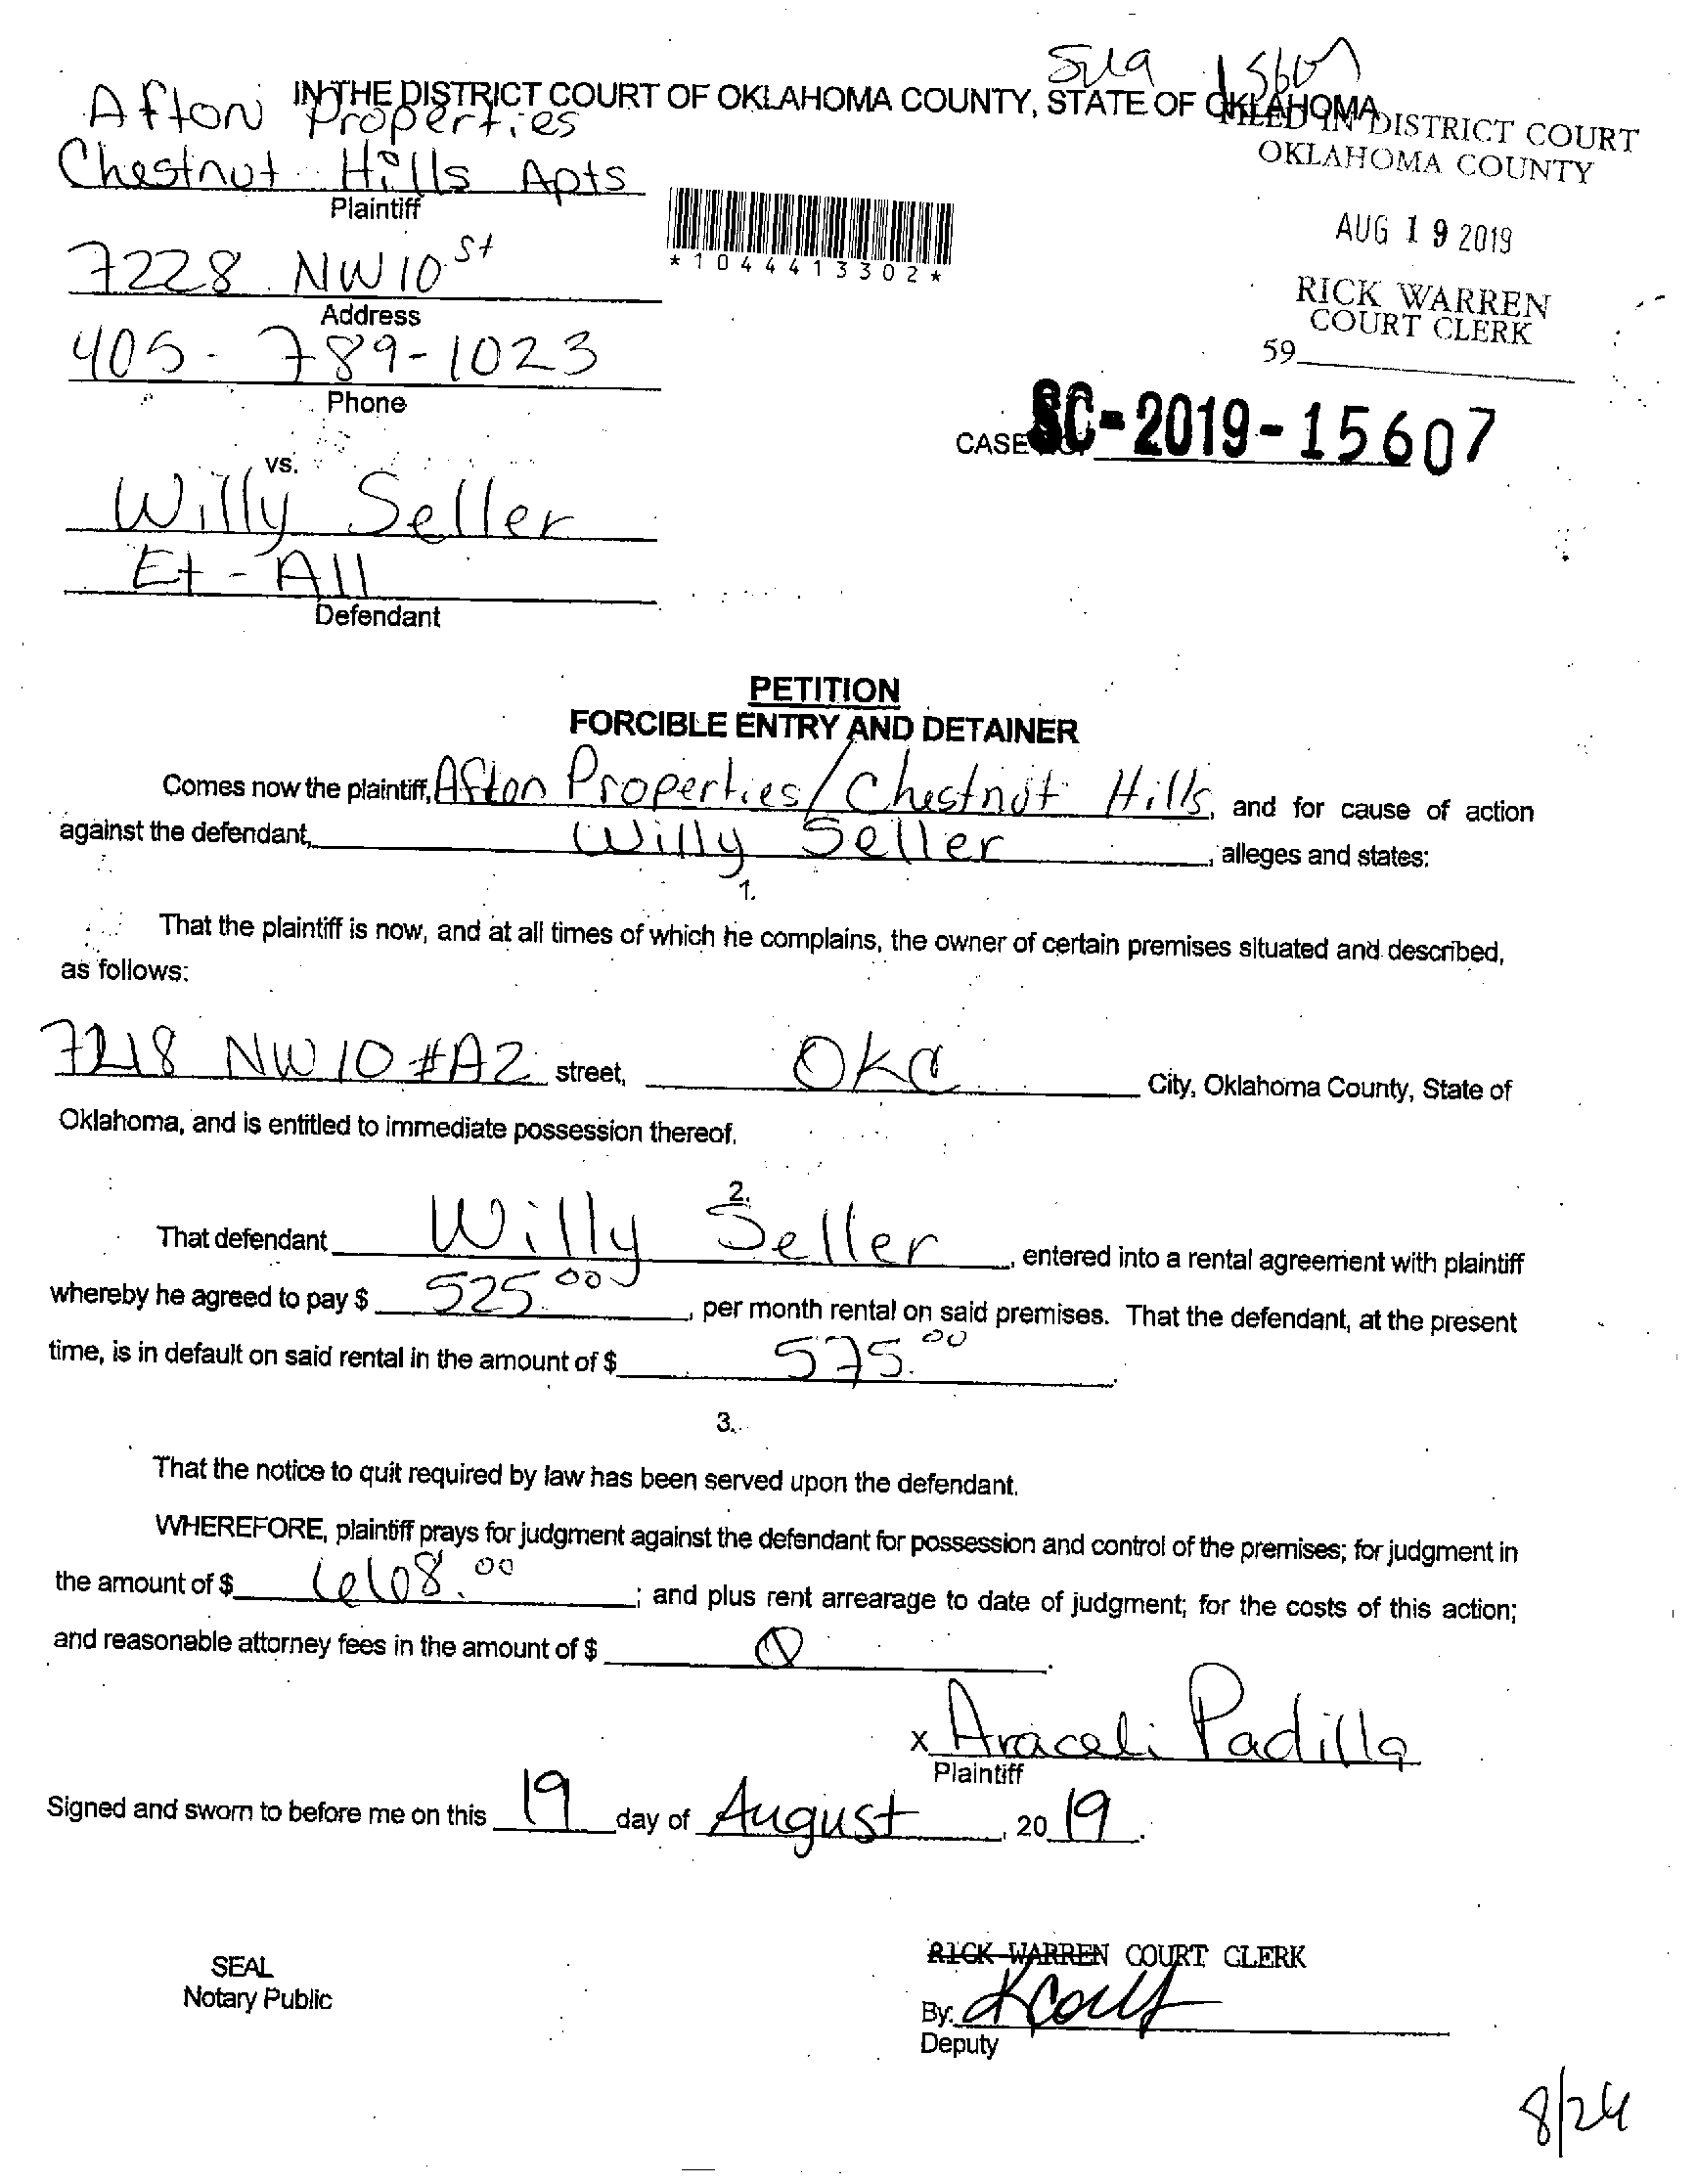 IN THE DISTRICT COURT OF OKLAHOMA COUNTY, STATE OF OKLAHOMA
Afton Properties
Chestnut Hills Apts
Plaintiff
FILED IN DISTRICT COURT
OKLAHOMA COUNTY
*1044413302*
AUG 19 2019
7228 NW 10 St
Address
RICK WARREN
COURT CLERK
405-789-1023
59
Phone
CASE SC-2019-15607
vs.
Willy Seller
Et-All
Defendant
PETITION
FORCIBLE ENTRY AND DETAINER
Comes now the plaintiff, Afton Properties/Chestnut Hills, and for cause of action
against the defendant, Willy Seller, alleges and states:
1.
That the plaintiff is now, and at all times of which he complains, the owner of certain premises situated and described,
as follows:
7218 NW 10 #A2 street, OKC City, Oklahoma County, State of
Oklahoma, and is entitled to immediate possession thereof.
2.
That defendant Willy Seller, entered into a rental agreement with plaintiff
whereby he agreed to pay $ 525.00, per month rental on said premises. That the defendant, at the present
time, is in default on said rental in the amount of $ 575.00.
3.
That the notice to quit required by law has been served upon the defendant.
WHEREFORE, plaintiff prays for judgment against the defendant for possession and control of the premises; for judgment in
the amount of $ 668.00; and plus rent arrearage to date of judgment; for the costs of this action;
and reasonable attorney fees in the amount of $
x Araceli Padilla
Plaintiff
Signed and sworn to before me on this 19 day of August, 2019.
SEAL
Notary Public
RICK WARREN COURT CLERK
By:
Deputy